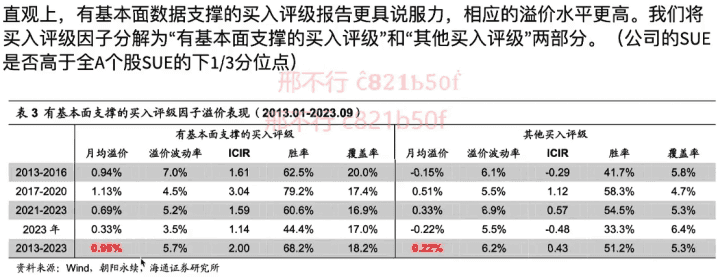 直观上，有基本面数据支撑的买入评级报告更具说服力，相应的溢价水平更高。我们将
买入评级因子分解为“有基本面支撑的买入评级”和“其他买入评级”两部分。（公司的SUE
是否高于全A个股SUE的下1/3分位点）
邢不行 ĉ821b50ḟ
邢不行 ĉ821b50ḟ
表 3 有基本面支撑的买入评级因子溢价表现（2013.01-2023.09）
有基本面支撑的买入评级 其他买入评级
月均溢价 溢价波动率 ICIR 胜率 覆盖率 月均溢价 溢价波动率 ICIR 胜率 覆盖率
2013-2016 0.94% 7.0% 1.61 62.5% 20.0% -0.15% 6.1% -0.29 41.7% 5.8%
2017-2020 1.13% 4.5% 3.04 79.2% 17.4% 0.51% 5.5% 1.12 58.3% 4.7%
2021-2023 0.69% 5.2% 1.59 60.6% 16.9% 0.33% 6.9% 0.57 54.5% 5.3%
2023 年 0.33% 3.5% 1.14 44.4% 17.0% -0.22% 5.5% -0.48 33.3% 6.4%
2013-2023 0.95% 5.7% 2.00 68.2% 18.2% 0.22% 6.2% 0.43 51.2% 5.3%
资料来源：Wind，朝阳永续，海通证券研究所